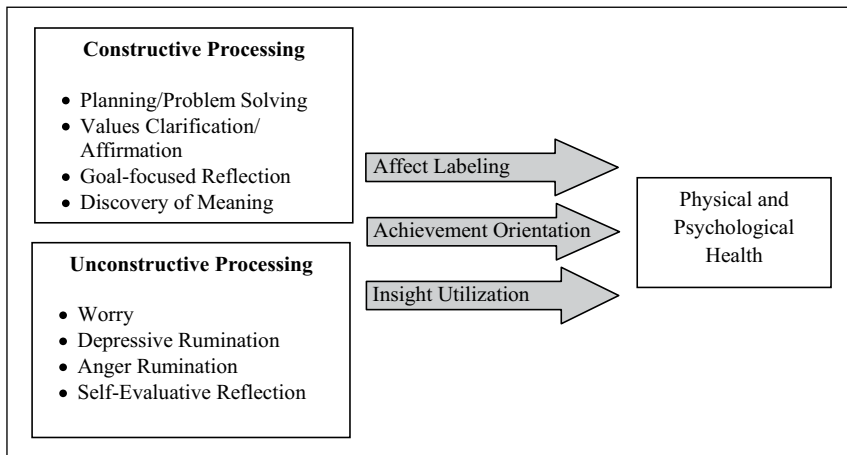 Constructive Processing
• Planning/Problem Solving
• Values Clarification/
Affirmation
• Goal-focused Reflection
• Discovery of Meaning
Unconstructive Processing
• Worry
• Depressive Rumination
• Anger Rumination
• Self-Evaluative Reflection
Affect Labeling
Achievement Orientation
Insight Utilization
Physical and
Psychological
Health